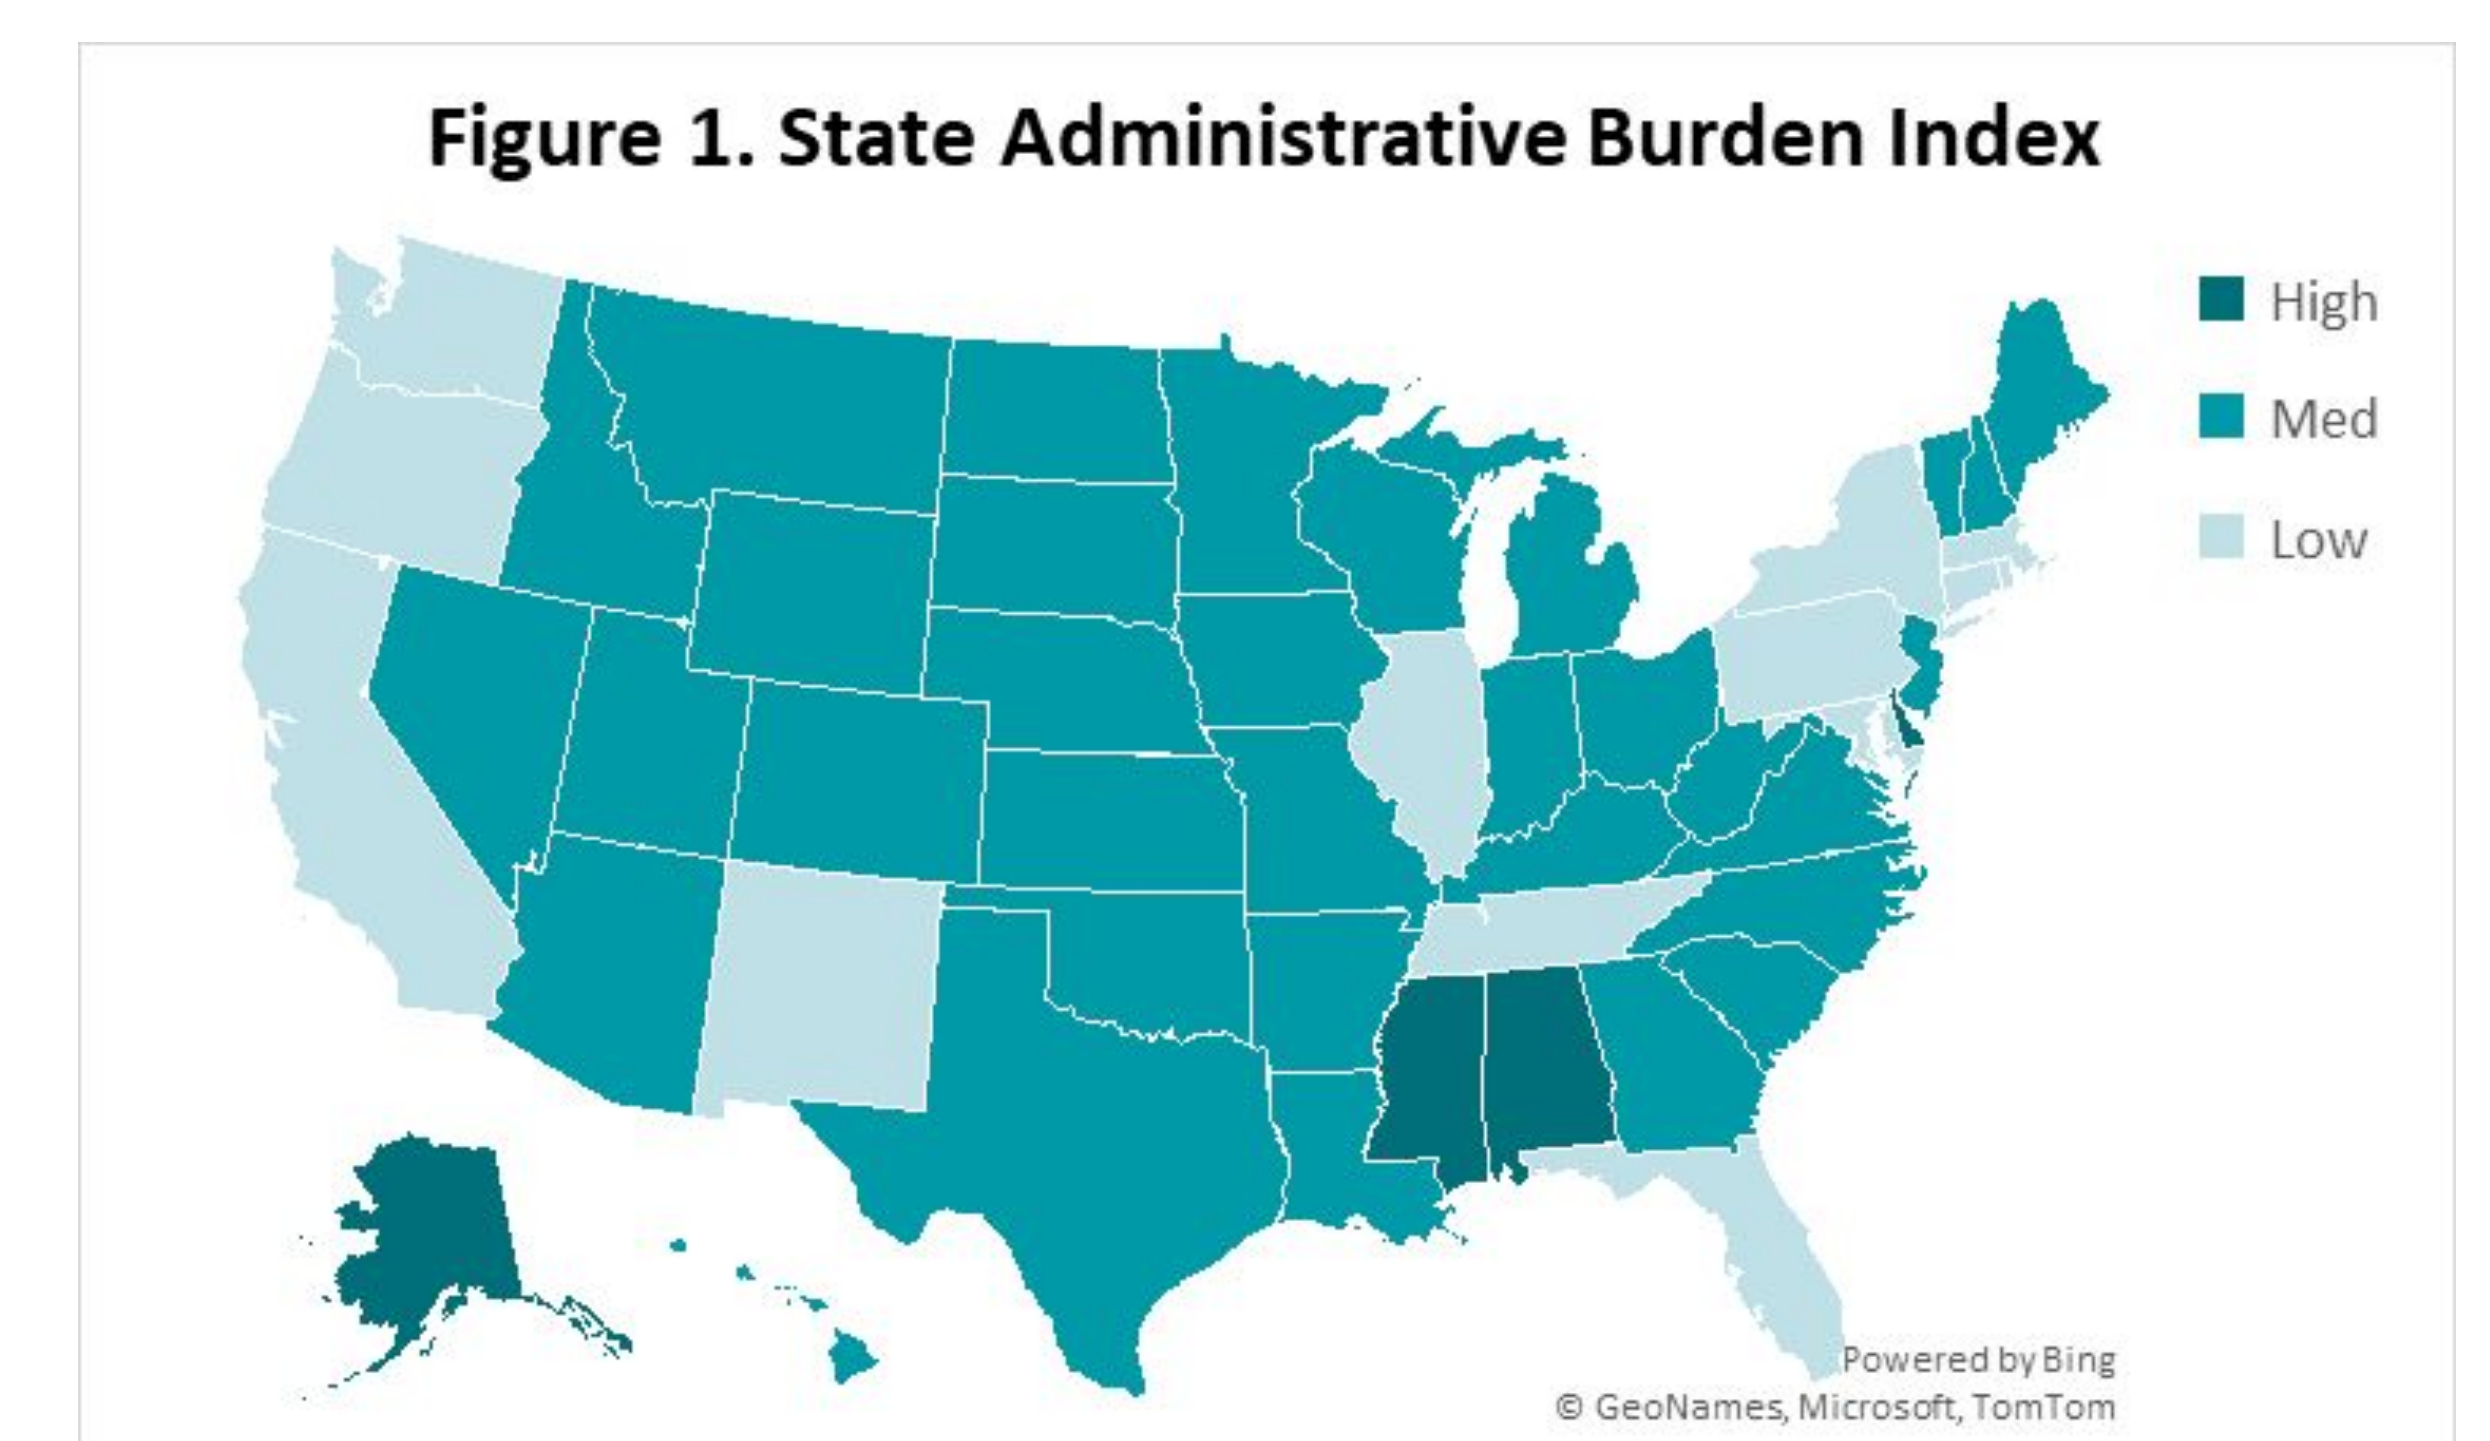 Figure 1. State Administrative Burden Index
High
Med
Low
Powered by Bing
© GeoNames, Microsoft, TomTom